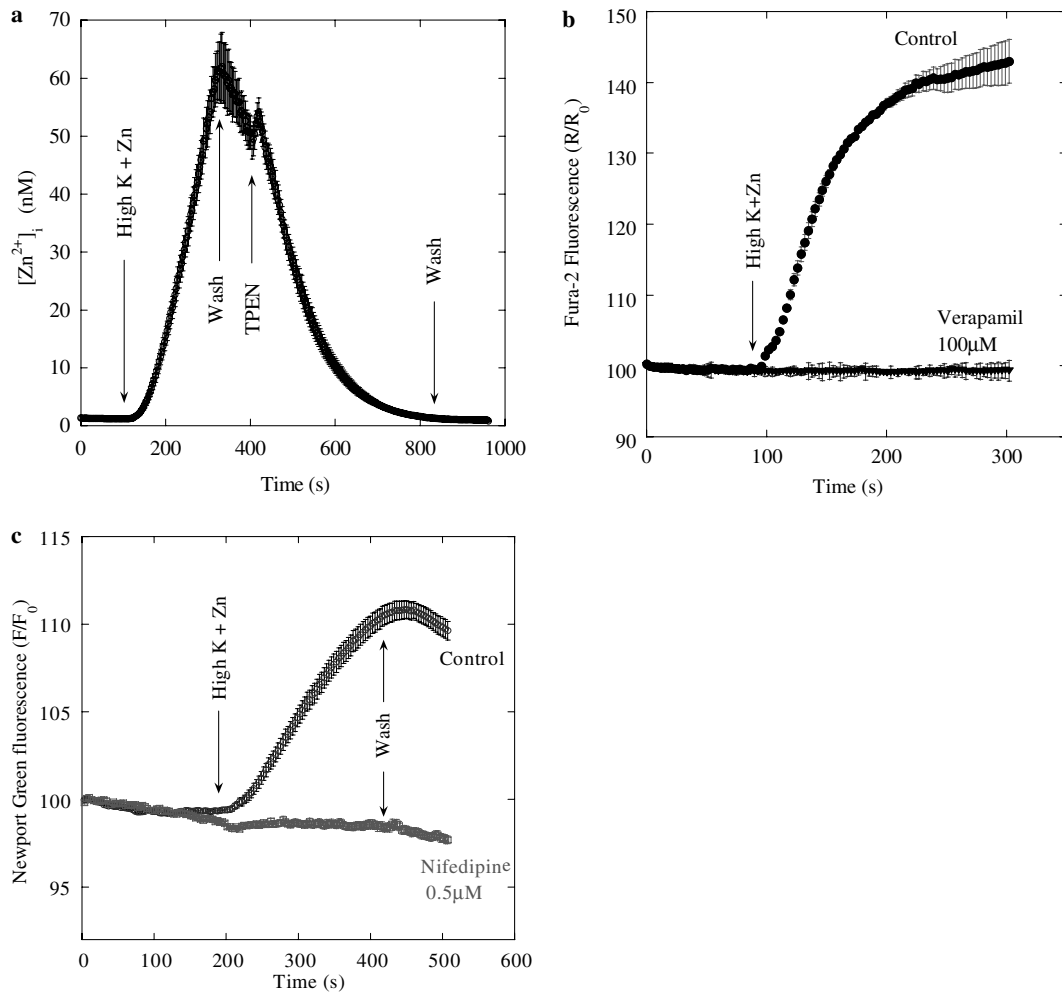 a
[Zn²⁺]ᵢ (nM)
70
60
50
40
30
20
10
0
High K + Zn
Wash
TPEN
Wash
0
200
400
600
800
1000
Time (s)
b
Fura-2 Fluorescence (R/R₀)
150
140
130
120
110
100
90
Control
High K+Zn
Verapamil
100μM
0
100
200
300
Time (s)
c
Newport Green fluorescence (F/F₀)
115
110
105
100
95
High K + Zn
Control
Wash
Nifedipine
0.5μM
0
100
200
300
400
500
600
Time (s)